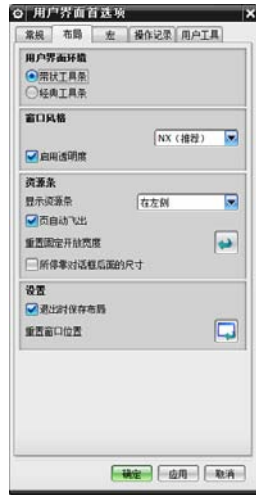 用户界面首选项
常规 布局 宏 操作记录 用户工具
用户界面环境
带状工具条
经典工具条
窗口风格
NX（推荐）
启用透明度
资源条
显示资源条 在左侧
页自动飞出
重置固定开放宽度
所停靠对话框后面的尺寸
设置
退出时保存布局
重置窗口位置
确定 应用 取消